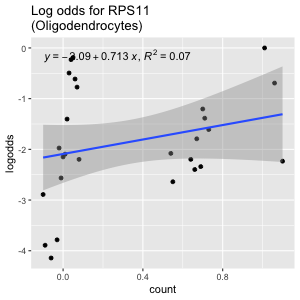 Log odds for RPS11
(Oligodendrocytes)
y = −2.09 + 0.713 x, R² = 0.07
0
-1
-2
-3
-4
logodds
0.0 0.4 0.8
count